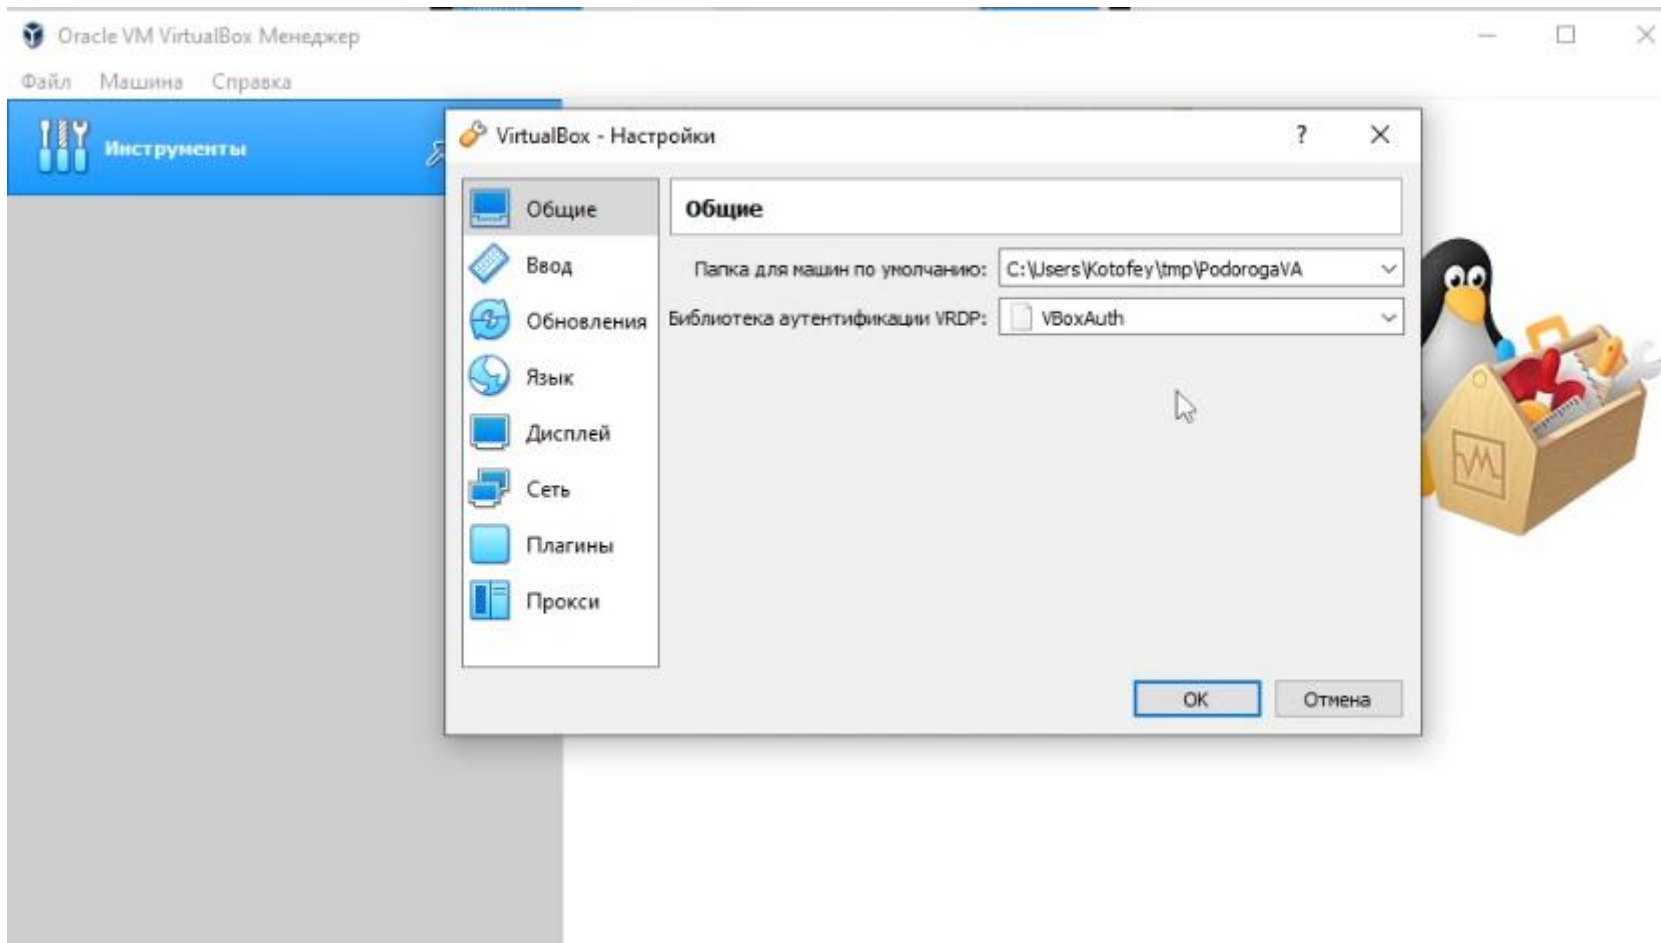 Oracle VM VirtualBox Менеджер
Файл Машина Справка
Инструменты
VirtualBox - Настройки
?
Общие
Ввод
Обновления
Язык
Дисплей
Сеть
Плагины
Прокси
Общие
Папка для машин по умолчанию: C:\Users\Kotofey\tmp\PodorogaVA
Библиотека аутентификации VRDP: VBoxAuth
OK Отмена